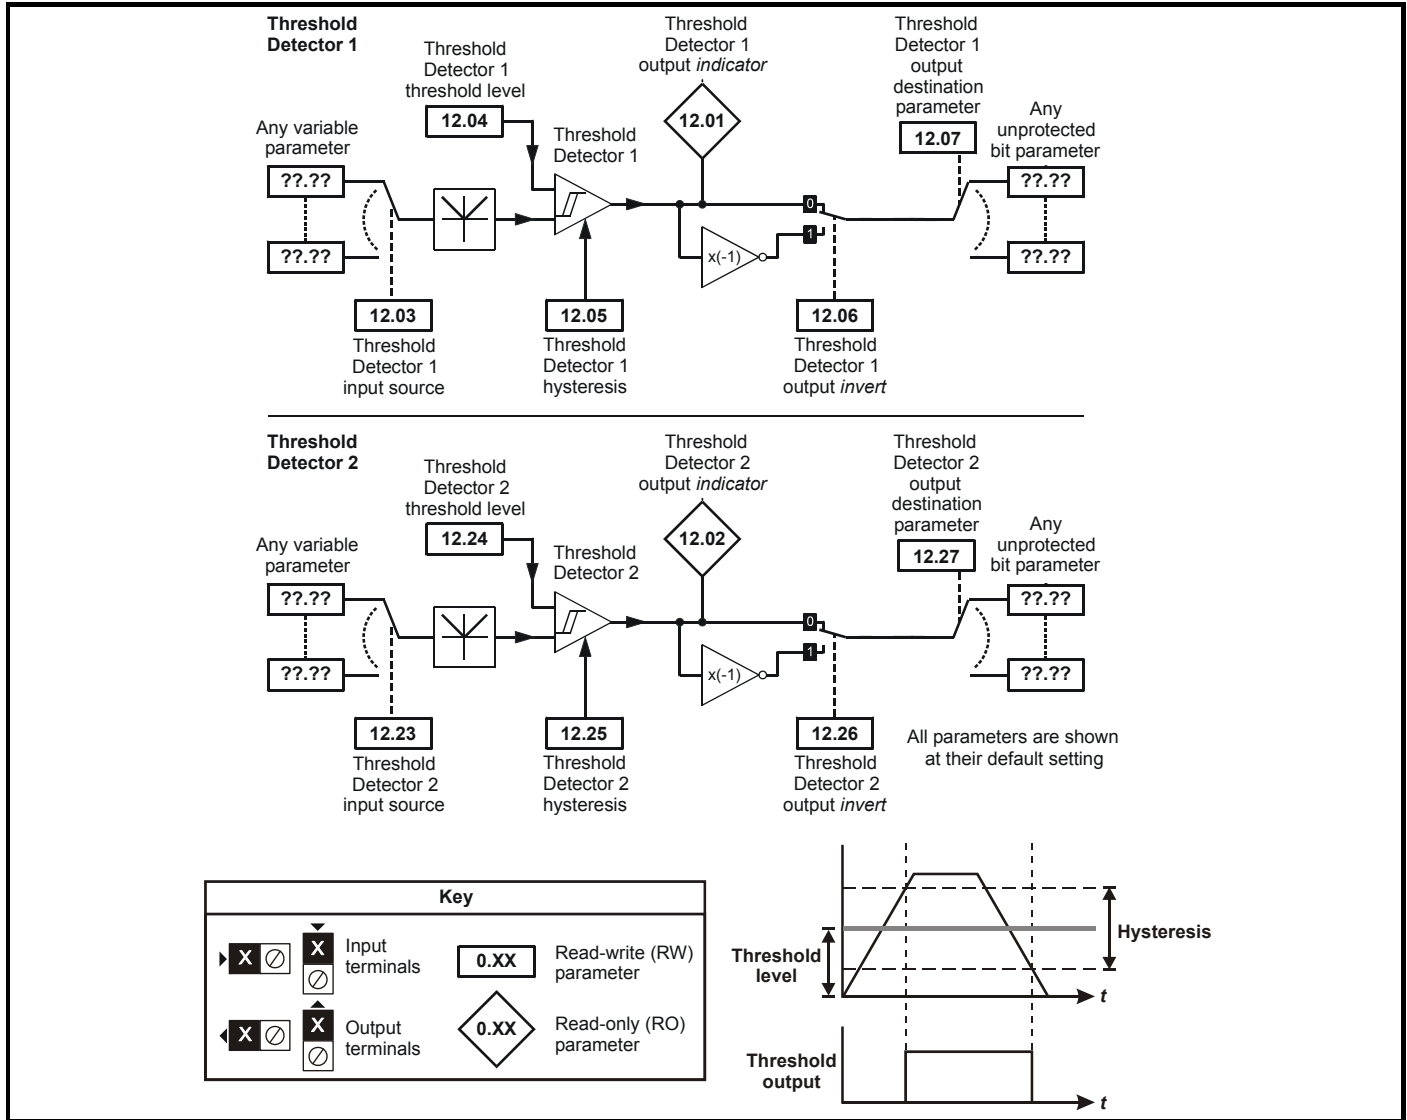 Threshold
Detector 1
Threshold
Detector 1
threshold level
12.04
Threshold
Detector 1
output indicator
12.01
Threshold
Detector 1
output
destination
parameter
12.07
Any variable
parameter
??.??
??.??
Threshold
Detector 1
Any
unprotected
bit parameter
??.??
??.??
0
1
x(-1)
12.03
Threshold
Detector 1
input source
12.05
Threshold
Detector 1
hysteresis
12.06
Threshold
Detector 1
output invert
Threshold
Detector 2
Threshold
Detector 2
threshold level
12.24
Threshold
Detector 2
output indicator
12.02
Threshold
Detector 2
output
destination
parameter
12.27
Any variable
parameter
??.??
??.??
Threshold
Detector 2
Any
unprotected
bit parameter
??.??
??.??
0
1
x(-1)
12.23
Threshold
Detector 2
input source
12.25
Threshold
Detector 2
hysteresis
12.26
Threshold
Detector 2
output invert
All parameters are shown
at their default setting
Key
X
X
Input
terminals
0.XX
Read-write (RW)
parameter
X
X
Output
terminals
0.XX
Read-only (RO)
parameter
Threshold
level
Hysteresis
t
Threshold
output
t